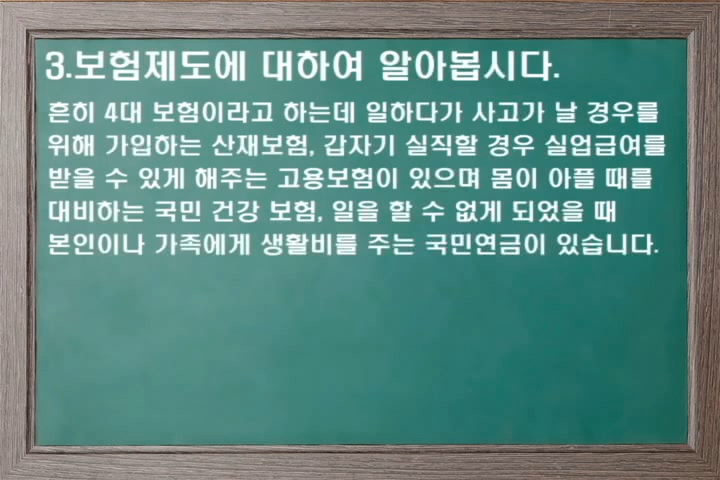 3.보험제도에 대하여 알아봅시다.
흔히 4대 보험이라고 하는데 일하다가 사고가 날 경우를
위해 가입하는 산재보험, 갑자기 실직할 경우 실업급여를
받을 수 있게 해주는 고용보험이 있으며 몸이 아플 때를
대비하는 국민 건강 보험, 일을 할 수 없게 되었을 때
본인이나 가족에게 생활비를 주는 국민연금이 있습니다.